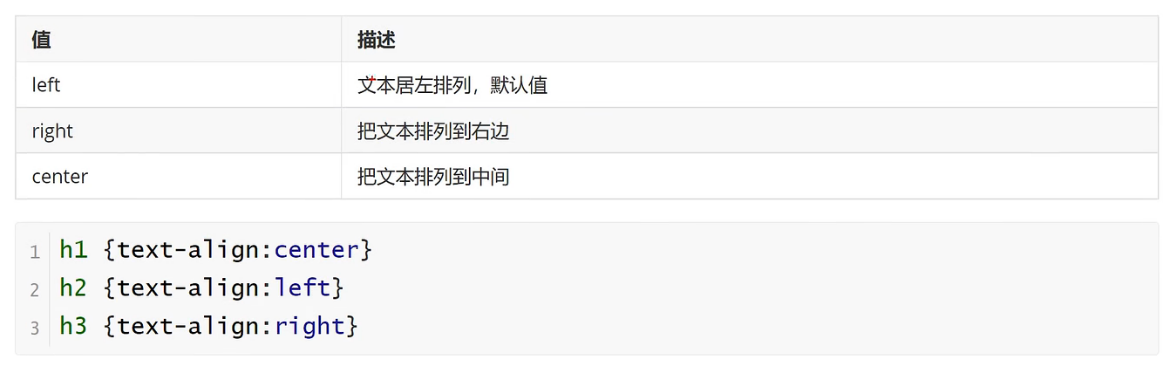 值 描述
left 文本居左排列，默认值
right 把文本排列到右边
center 把文本排列到中间
1 h1 {text-align:center}
2 h2 {text-align:left}
3 h3 {text-align:right}